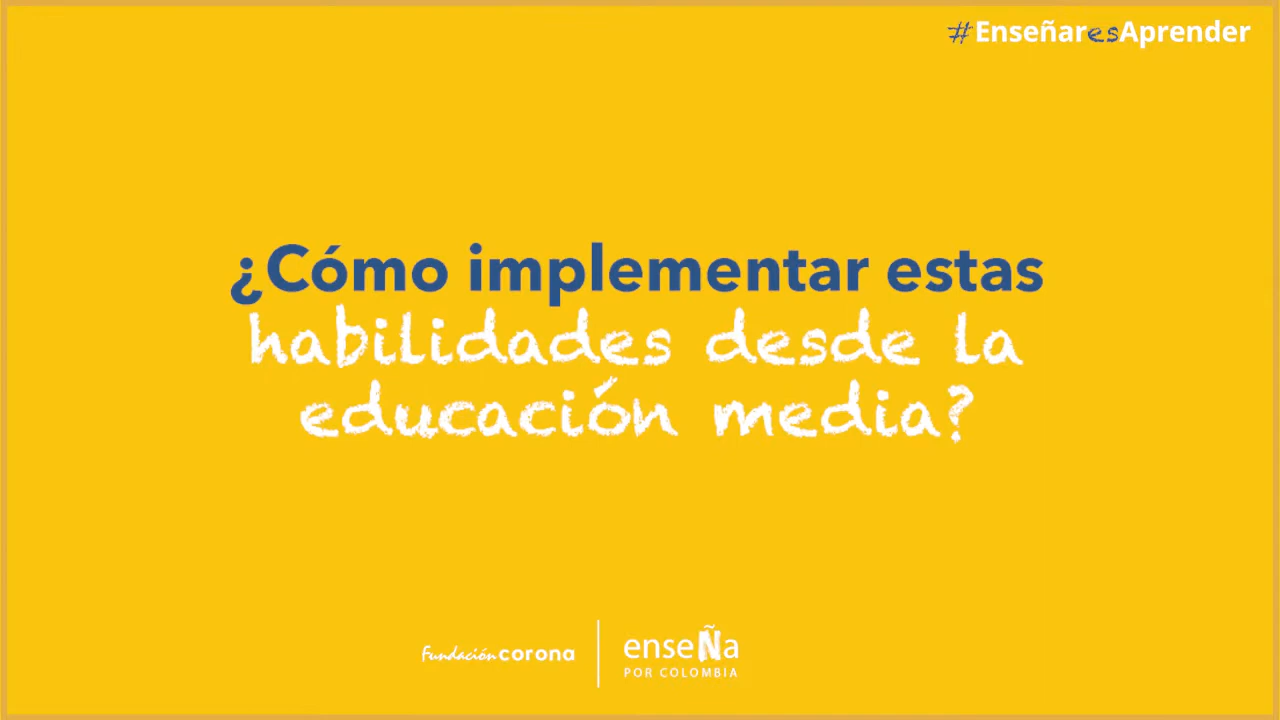 #EnseñaresAprender
¿Cómo implementar estas
habilidades desde la
educación media?
Fundación corona
enseÑa
POR COLOMBIA